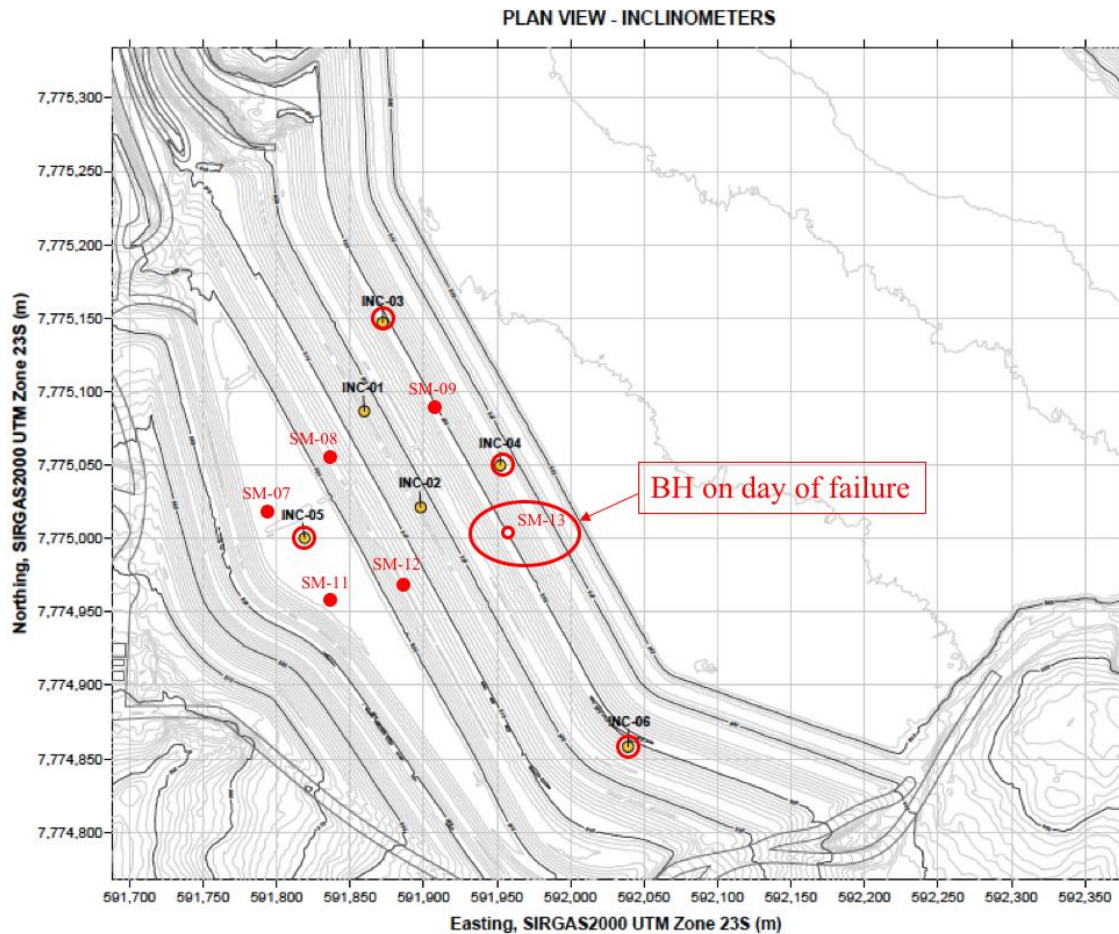 PLAN VIEW - INCLINOMETERS
7,775,300
7,775,250
7,775,200
7,775,150
7,775,100
7,775,050
7,775,000
7,774,950
7,774,900
7,774,850
7,774,800
Northing, SIRGAS2000 UTM Zone 23S (m)
INC-03
INC-01
SM-09
SM-08
INC-04
INC-02
BH on day of failure
SM-07
INC-05
SM-13
SM-12
SM-11
INC-06
591,700
591,750
591,800
591,850
591,900
591,950
592,000
592,050
592,100
592,150
592,200
592,250
592,300
592,350
Easting, SIRGAS2000 UTM Zone 23S (m)